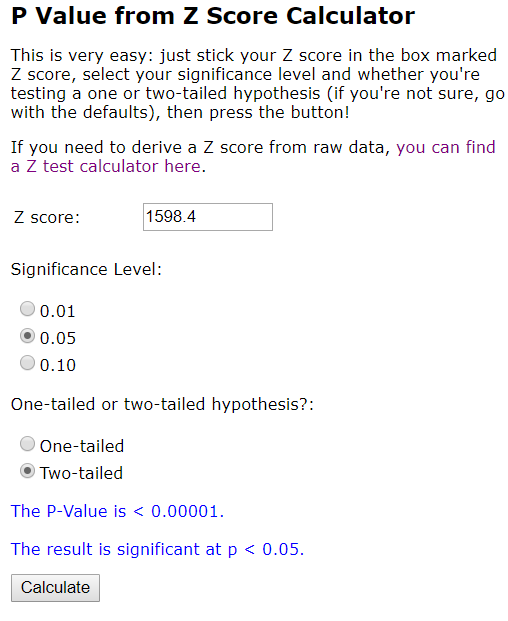 P Value from Z Score Calculator
This is very easy: just stick your Z score in the box marked
Z score, select your significance level and whether you're
testing a one or two-tailed hypothesis (if you're not sure, go
with the defaults), then press the button!
If you need to derive a Z score from raw data, you can find
a Z test calculator here.
Z score: 1598.4
Significance Level:
0.01
0.05
0.10
One-tailed or two-tailed hypothesis?:
One-tailed
Two-tailed
The P-Value is < 0.00001.
The result is significant at p < 0.05.
Calculate